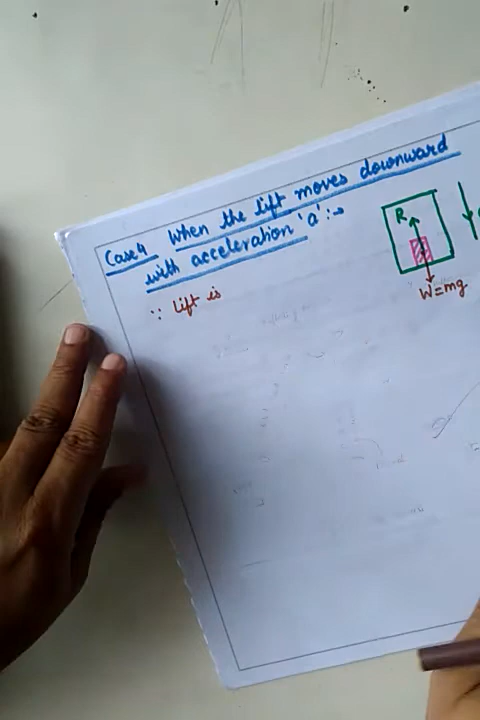 Case 4 When the lift moves downward
with acceleration 'a' :→
R
W=mg
∵ Lift is